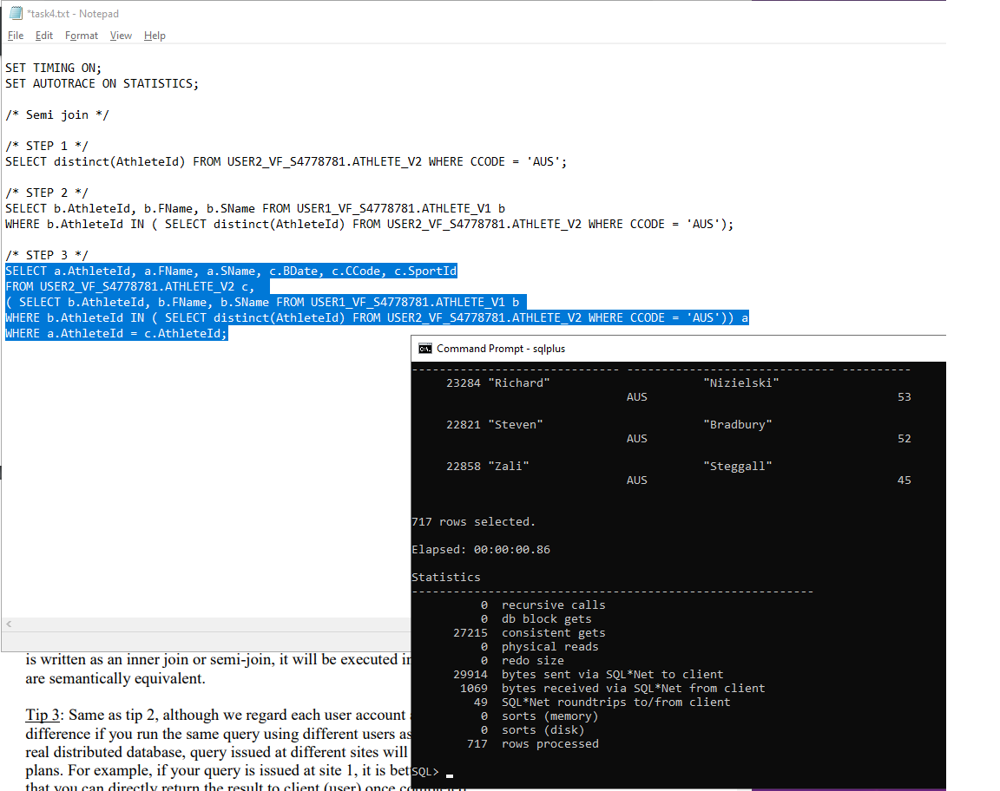 *task4.txt - Notepad
File Edit Format View Help
SET TIMING ON;
SET AUTOTRACE ON STATISTICS;
/* Semi join */
/* STEP 1 */
SELECT distinct(AthleteId) FROM USER2_VF_S4778781.ATHLETE_V2 WHERE CCODE = 'AUS';
/* STEP 2 */
SELECT b.AthleteId, b.FName, b.SName FROM USER1_VF_S4778781.ATHLETE_V1 b
WHERE b.AthleteId IN ( SELECT distinct(AthleteId) FROM USER2_VF_S4778781.ATHLETE_V2 WHERE CCODE = 'AUS');
/* STEP 3 */
SELECT a.AthleteId, a.FName, a.SName, c.BDate, c.CCode, c.SportId
FROM USER2_VF_S4778781.ATHLETE_V2 c,
( SELECT b.AthleteId, b.FName, b.SName FROM USER1_VF_S4778781.ATHLETE_V1 b
WHERE b.AthleteId IN ( SELECT distinct(AthleteId) FROM USER2_VF_S4778781.ATHLETE_V2 WHERE CCODE = 'AUS')) a
WHERE a.AthleteId = c.AthleteId;
Command Prompt - sqlplus
------------------------------ ------------------------------ ----------
23284 "Richard" "Nizielski"
AUS 53
22821 "Steven" "Bradbury"
AUS 52
22858 "Zali" "Steggall"
AUS 45
717 rows selected.
Elapsed: 00:00:00.86
Statistics
----------------------------------------------------------
0 recursive calls
0 db block gets
27215 consistent gets
0 physical reads
0 redo size
29914 bytes sent via SQL*Net to client
1069 bytes received via SQL*Net from client
49 SQL*Net roundtrips to/from client
0 sorts (memory)
0 sorts (disk)
717 rows processed
SQL>
is written as an inner join or semi-join, it will be executed in
are semantically equivalent.
Tip 3: Same as tip 2, although we regard each user account
difference if you run the same query using different users as
real distributed database, query issued at different sites will
plans. For example, if your query is issued at site 1, it is bet
that you can directly return the result to client (user) once completed